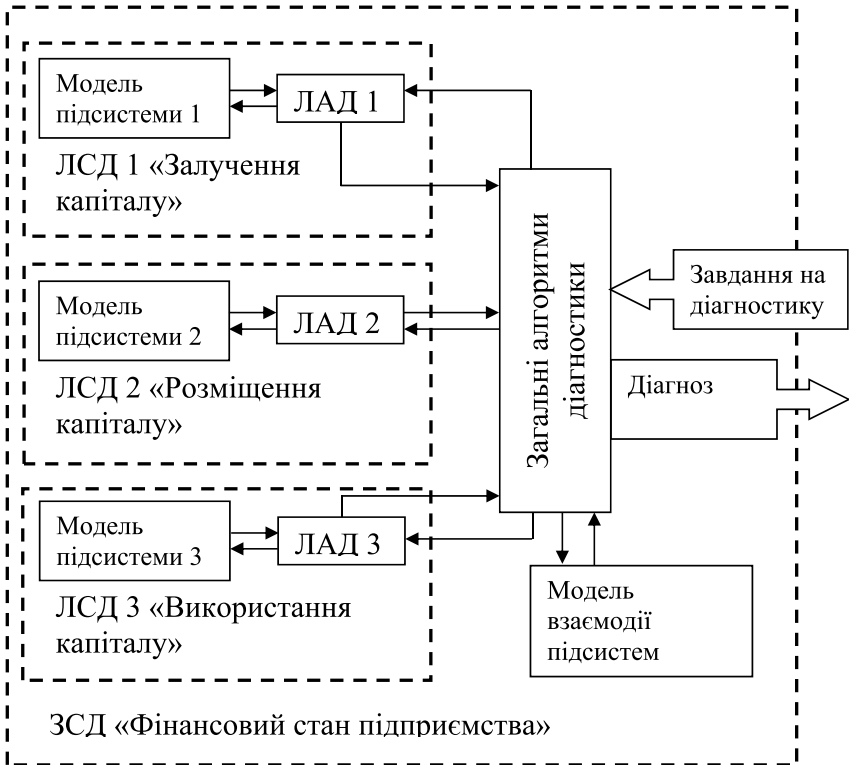 Модель
підсистеми 1
ЛАД 1
ЛСД 1 «Залучення
капіталу»
Модель
підсистеми 2
ЛАД 2
ЛСД 2 «Розміщення
капіталу»
Модель
підсистеми 3
ЛАД 3
ЛСД 3 «Використання
капіталу»
Загальні алгоритми
діагностики
Завдання на
діагностику
Діагноз
Модель
взаємодії
підсистем
ЗСД «Фінансовий стан підприємства»